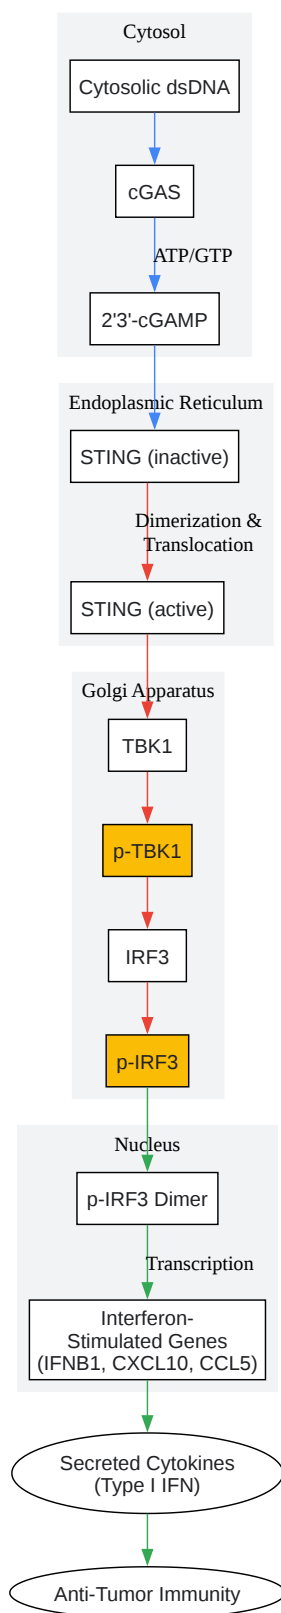 Cytosol
Cytosolic dsDNA
cGAS
ATP/GTP
2'3'-cGAMP
Endoplasmic Reticulum
STING (inactive)
Dimerization &
Translocation
STING (active)
Golgi Apparatus
TBK1
p-TBK1
IRF3
p-IRF3
Nucleus
p-IRF3 Dimer
Transcription
Interferon-
Stimulated Genes
(IFNB1, CXCL10, CCL5)
Secreted Cytokines
(Type I IFN)
Anti-Tumor Immunity